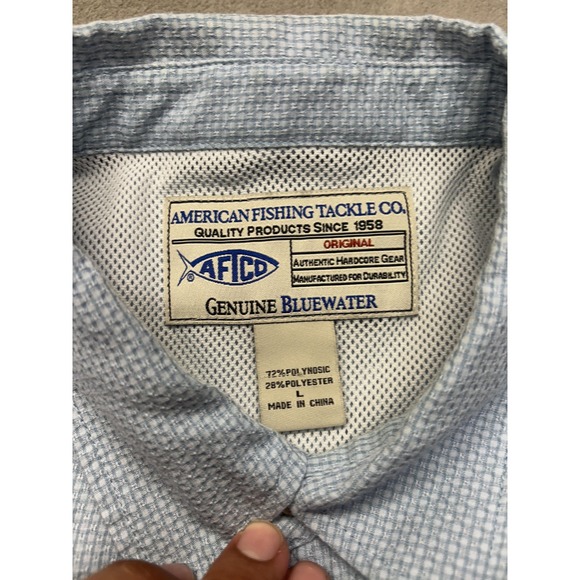 AMERICAN FISHING TACKLE CO.
QUALITY PRODUCTS SINCE 1958
AFTCO
®
ORIGINAL
AUTHENTIC HARDCORE GEAR
MANUFACTURED FOR DURABILITY
GENUINE BLUEWATER
72%POLYNOSIC
28%POLYESTER
L
MADE IN CHINA